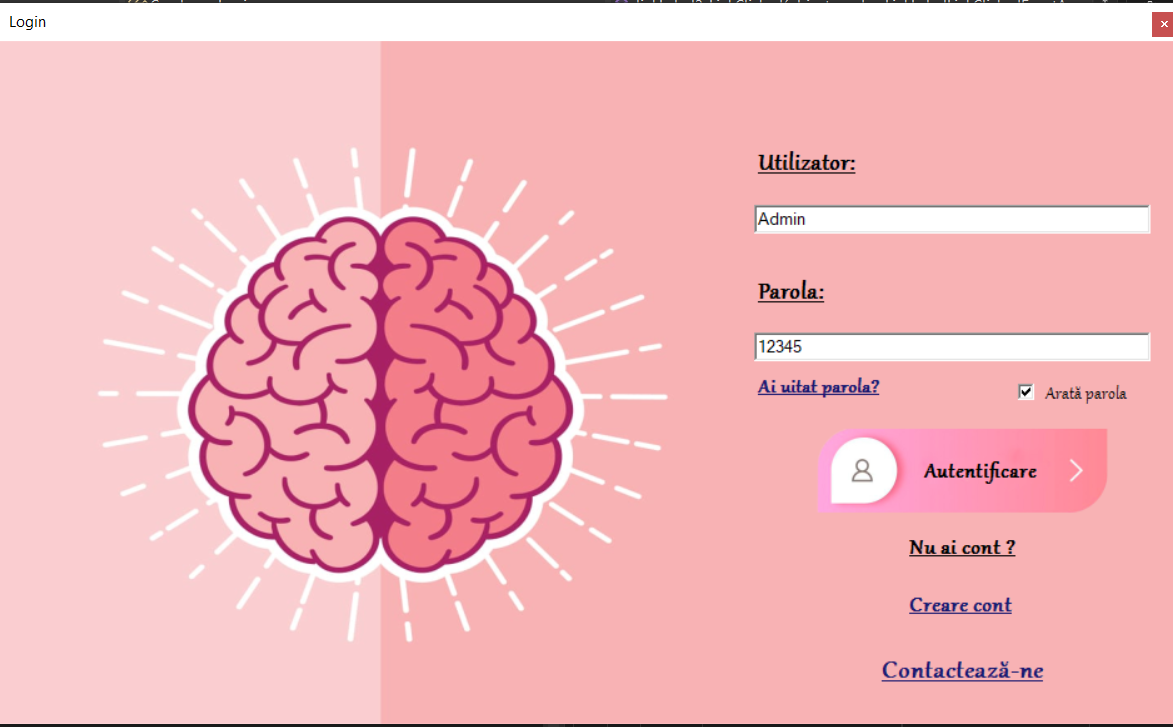 Login
Utilizator:
Admin
Parola:
12345
Ai uitat parola?
Arată parola
Autentificare
Nu ai cont ?
Creare cont
Contactează-ne